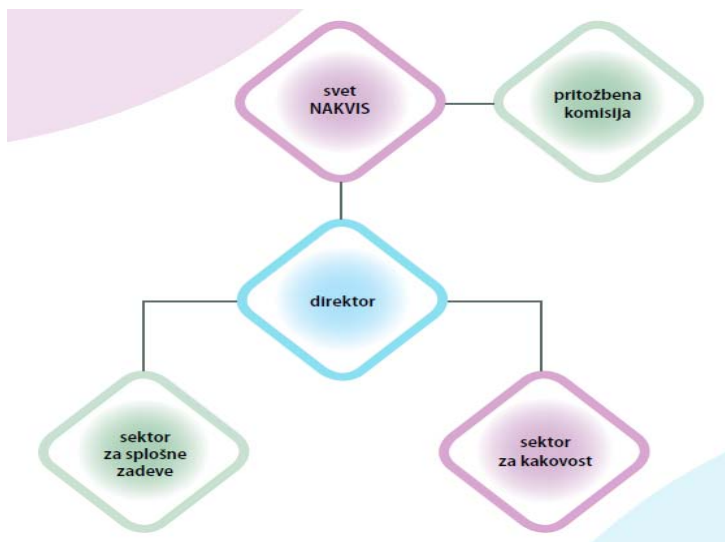 svet
NAKVIS
pritožbena
komisija
direktor
sektor
za splošne
zadeve
sektor
za kakovost